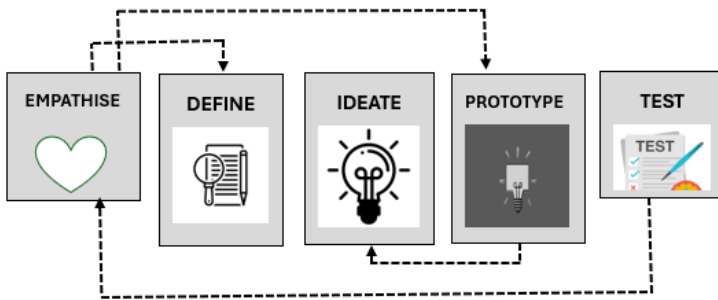 EMPATHISE
DEFINE
IDEATE
PROTOTYPE
TEST
TEST